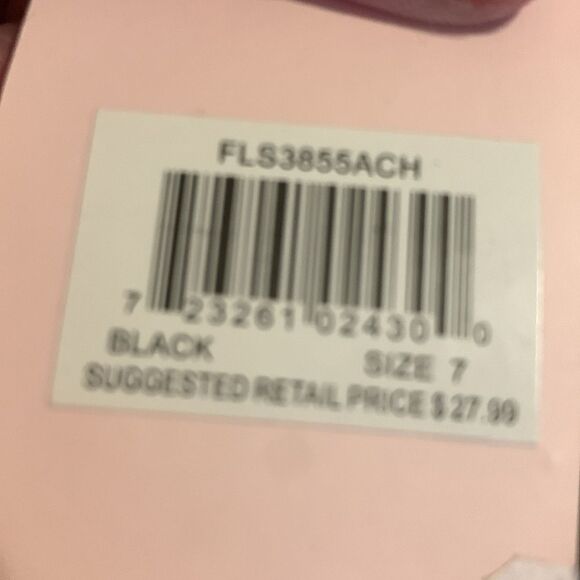 FLS3855ACH
7 23261 02430 0
BLACK SIZE 7
SUGGESTED RETAIL PRICE $27.99